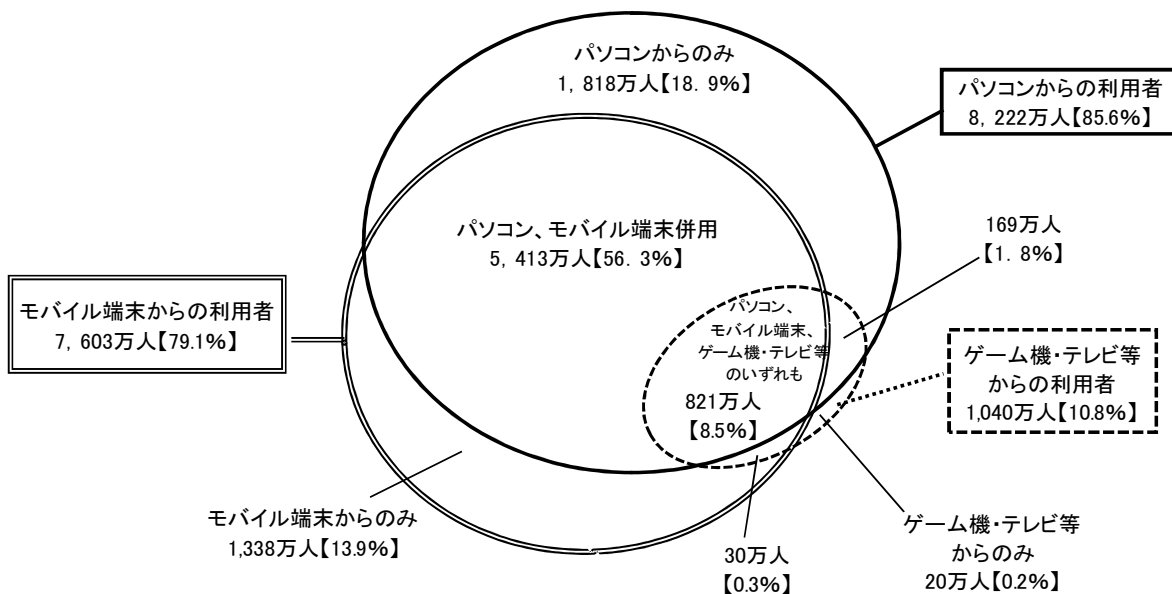 パソコンからのみ
1, 818万人【18. 9%】
パソコンからの利用者
8, 222万人【85.6%】
パソコン、モバイル端末併用
5, 413万人【56. 3%】
169万人
【1. 8%】
モバイル端末からの利用者
7, 603万人【79.1%】
パソコン、
モバイル端末、
ゲーム機・テレビ等
のいずれも
821万人
【8.5%】
ゲーム機・テレビ等
からの利用者
1,040万人【10.8%】
モバイル端末からのみ
1,338万人【13.9%】
30万人
【0.3%】
ゲーム機・テレビ等
からのみ
20万人【0.2%】